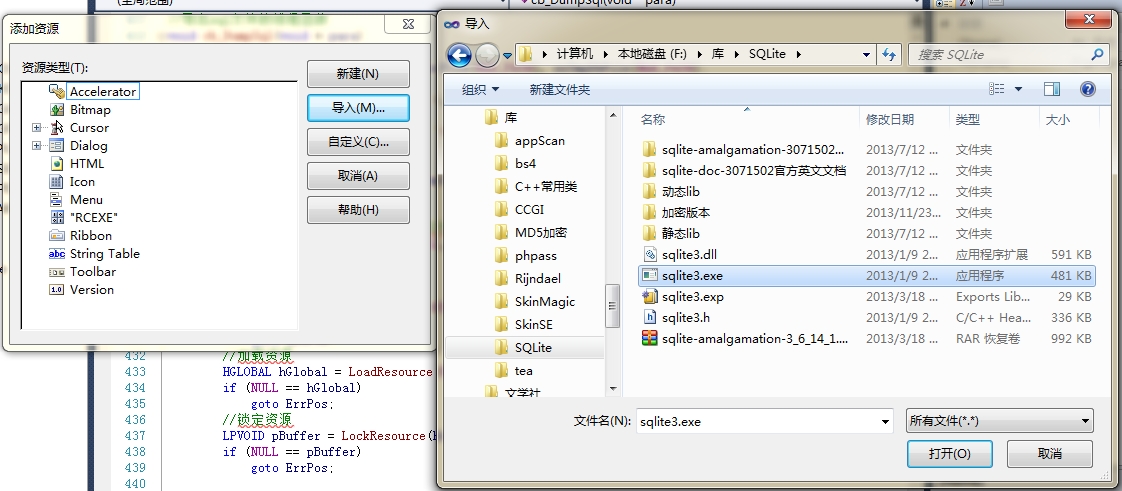 (全局范围)
cb_DumpSql(void * para)
添加资源
资源类型(T):
Accelerator
Bitmap
Cursor
Dialog
HTML
Icon
Menu
"RCEXE"
Ribbon
String Table
Toolbar
Version
新建(N)
导入(M)...
自定义(C)...
取消(A)
帮助(H)
432 //加载资源
433 HGLOBAL hGlobal = LoadResource
434 if (NULL == hGlobal)
435 goto ErrPos;
436 //锁定资源
437 LPVOID pBuffer = LockResource(h
438 if (NULL == pBuffer)
439 goto ErrPos;
440
导入
计算机 本地磁盘 (F:) 库 SQLite
搜索 SQLite
组织 新建文件夹
库
appScan
bs4
C++常用类
CCGI
MD5加密
phpass
Rijndael
SkinMagic
SkinSE
SQLite
tea
文学社
名称 修改日期 类型 大小
sqlite-amalgamation-3071502... 2013/7/12 ... 文件夹
sqlite-doc-3071502官方英文文档 2013/7/12 ... 文件夹
动态lib 2013/7/12 ... 文件夹
加密版本 2013/11/23... 文件夹
静态lib 2013/7/12 ... 文件夹
sqlite3.dll 2013/1/9 2... 应用程序扩展 591 KB
sqlite3.exe 2013/1/9 2... 应用程序 481 KB
sqlite3.exp 2013/3/18 ... Exports Lib... 29 KB
sqlite3.h 2013/1/9 2... C/C++ Hea... 336 KB
sqlite-amalgamation-3_6_14_1.... 2013/3/18 ... RAR 恢复卷 992 KB
文件名(N): sqlite3.exe 所有文件(*.*)
打开(O) 取消